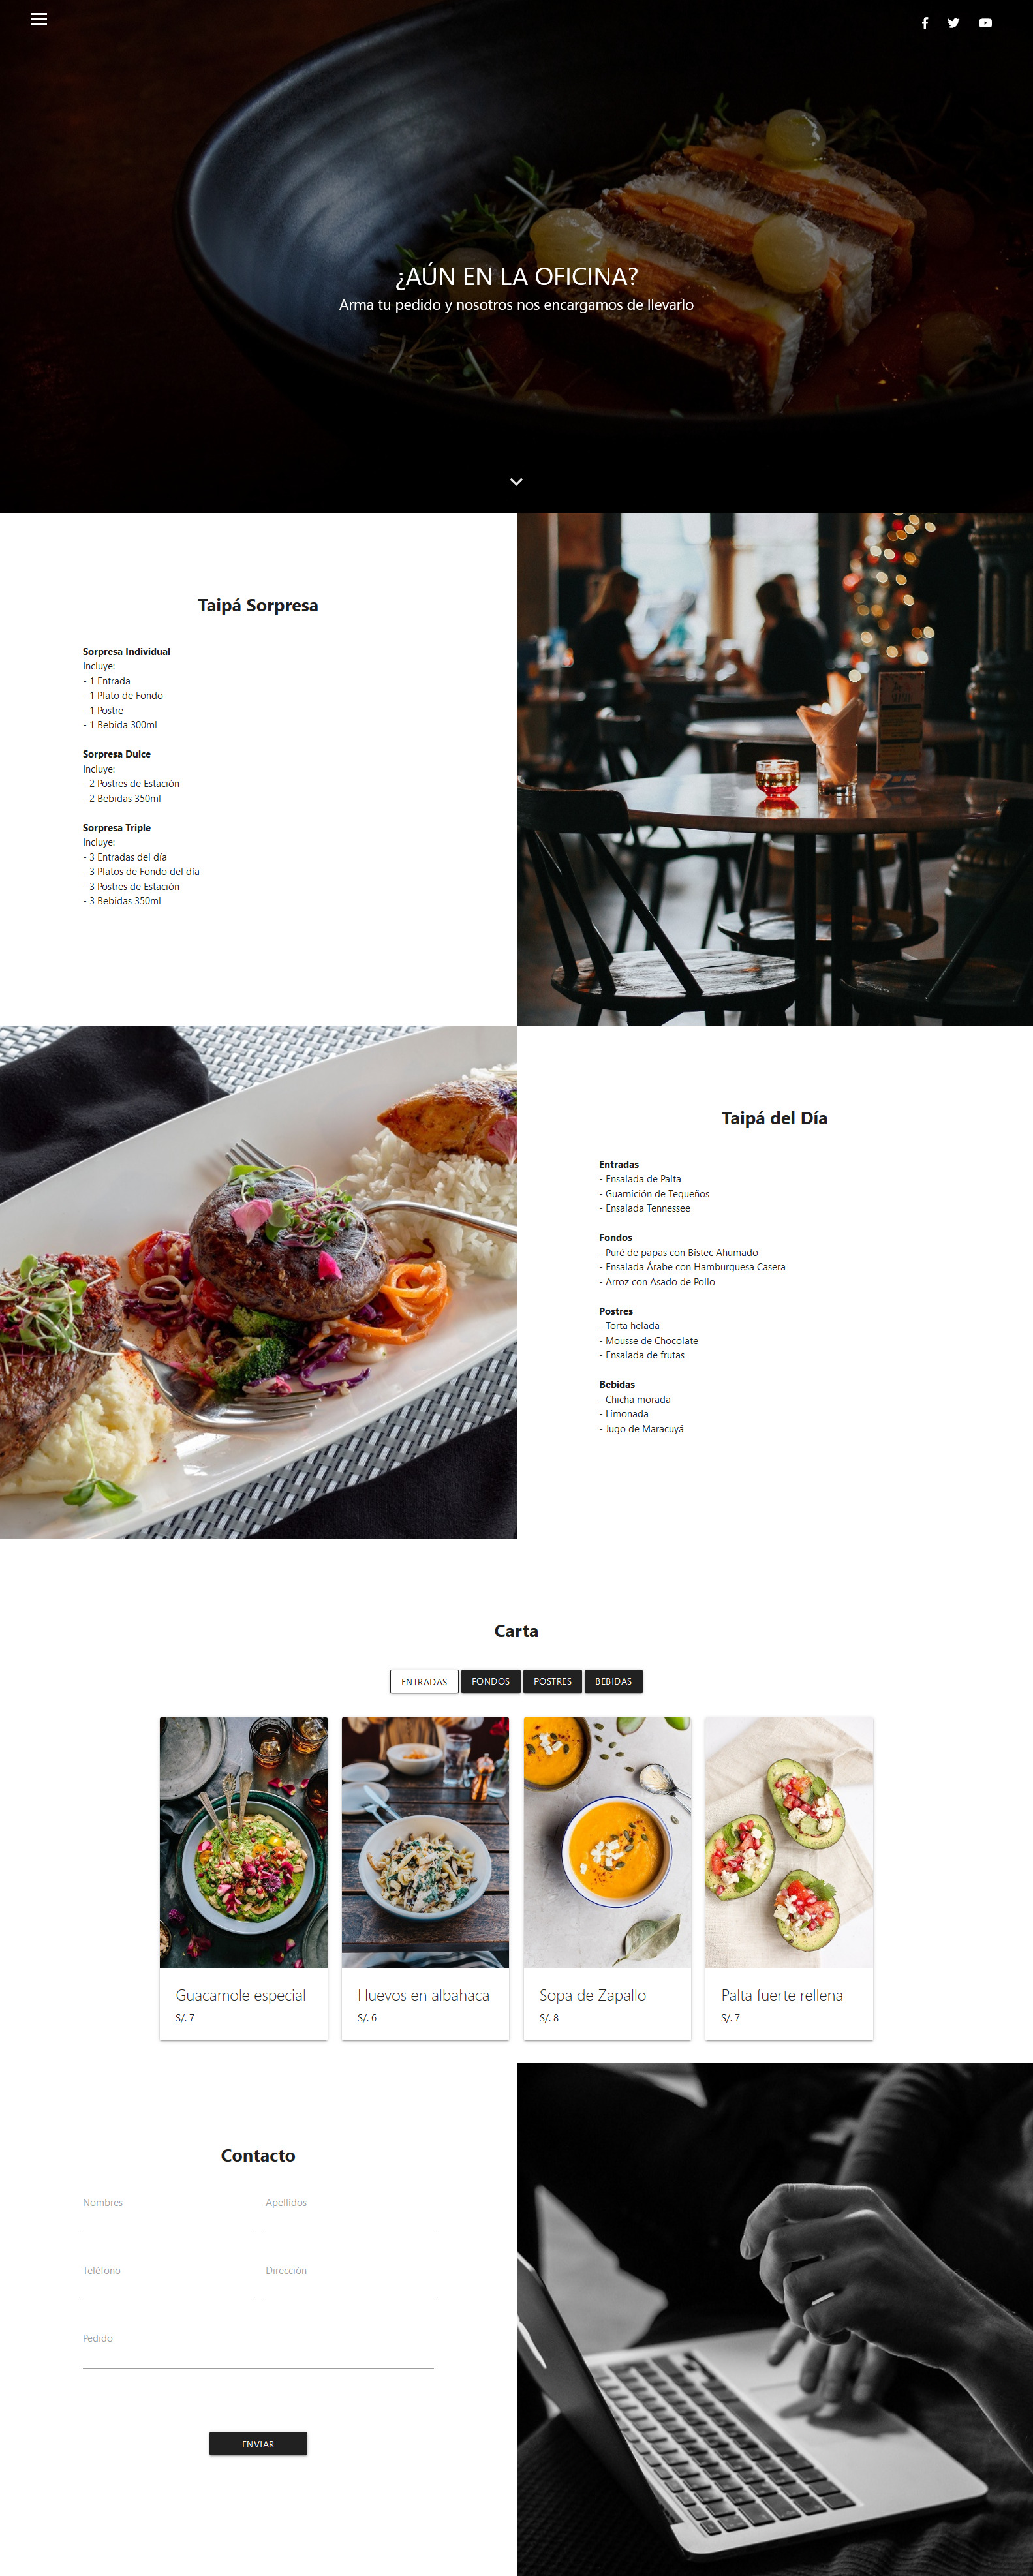 ¿AÚN EN LA OFICINA?
Arma tu pedido y nosotros nos encargamos de llevarlo
Taipá Sorpresa
Sorpresa Individual
Incluye:
- 1 Entrada
- 1 Plato de Fondo
- 1 Postre
- 1 Bebida 300ml
Sorpresa Dulce
Incluye:
- 2 Postres de Estación
- 2 Bebidas 350ml
Sorpresa Triple
Incluye:
- 3 Entradas del día
- 3 Platos de Fondo del día
- 3 Postres de Estación
- 3 Bebidas 350ml
Taipá del Día
Entradas
- Ensalada de Palta
- Guarnición de Tequeños
- Ensalada Tennessee
Fondos
- Puré de papas con Bistec Ahumado
- Ensalada Árabe con Hamburguesa Casera
- Arroz con Asado de Pollo
Postres
- Torta helada
- Mousse de Chocolate
- Ensalada de frutas
Bebidas
- Chicha morada
- Limonada
- Jugo de Maracuyá
Carta
ENTRADAS FONDOS POSTRES BEBIDAS
Guacamole especial
S/. 7
Huevos en albahaca
S/. 6
Sopa de Zapallo
S/. 8
Palta fuerte rellena
S/. 7
Contacto
Nombres Apellidos
Teléfono Dirección
Pedido
ENVIAR